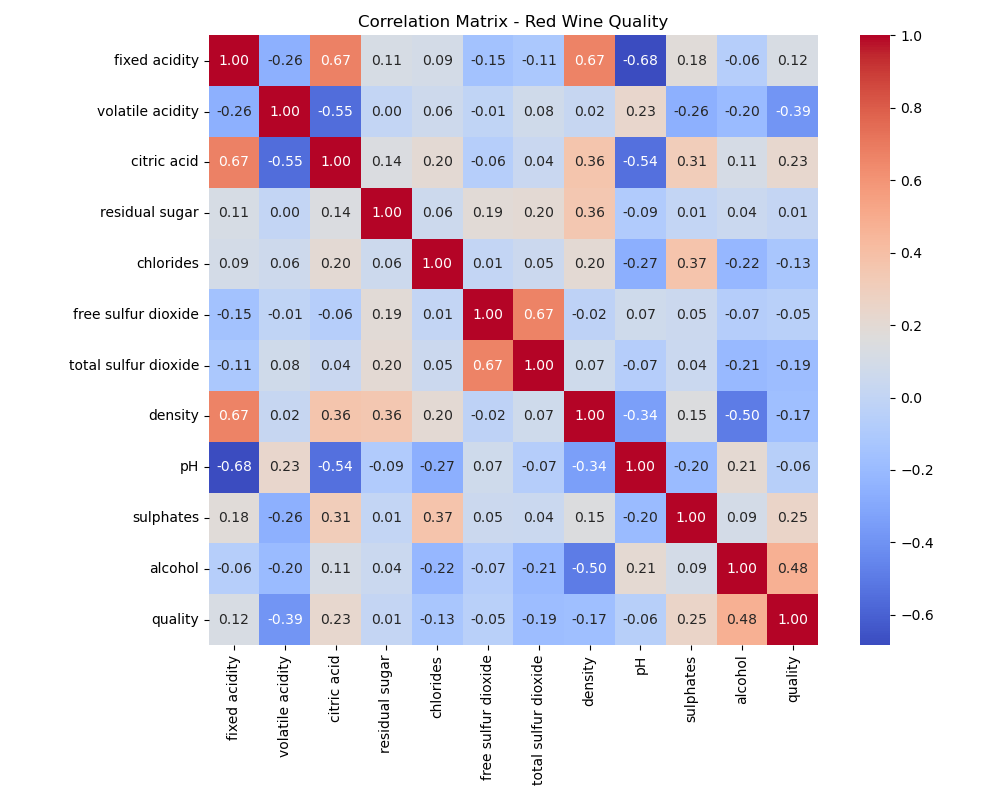 Correlation Matrix - Red Wine Quality
fixed acidity 1.00 -0.26 0.67 0.11 0.09 -0.15 -0.11 0.67 -0.68 0.18 -0.06 0.12
volatile acidity -0.26 1.00 -0.55 0.00 0.06 -0.01 0.08 0.02 0.23 -0.26 -0.20 -0.39
citric acid 0.67 -0.55 1.00 0.14 0.20 -0.06 0.04 0.36 -0.54 0.31 0.11 0.23
residual sugar 0.11 0.00 0.14 1.00 0.06 0.19 0.20 0.36 -0.09 0.01 0.04 0.01
chlorides 0.09 0.06 0.20 0.06 1.00 0.01 0.05 0.20 -0.27 0.37 -0.22 -0.13
free sulfur dioxide -0.15 -0.01 -0.06 0.19 0.01 1.00 0.67 -0.02 0.07 0.05 -0.07 -0.05
total sulfur dioxide -0.11 0.08 0.04 0.20 0.05 0.67 1.00 0.07 -0.07 0.04 -0.21 -0.19
density 0.67 0.02 0.36 0.36 0.20 -0.02 0.07 1.00 -0.34 0.15 -0.50 -0.17
pH -0.68 0.23 -0.54 -0.09 -0.27 0.07 -0.07 -0.34 1.00 -0.20 0.21 -0.06
sulphates 0.18 -0.26 0.31 0.01 0.37 0.05 0.04 0.15 -0.20 1.00 0.09 0.25
alcohol -0.06 -0.20 0.11 0.04 -0.22 -0.07 -0.21 -0.50 0.21 0.09 1.00 0.48
quality 0.12 -0.39 0.23 0.01 -0.13 -0.05 -0.19 -0.17 -0.06 0.25 0.48 1.00
fixed acidity
volatile acidity
citric acid
residual sugar
chlorides
free sulfur dioxide
total sulfur dioxide
density
pH
sulphates
alcohol
quality
1.0
0.8
0.6
0.4
0.2
0.0
−0.2
−0.4
−0.6